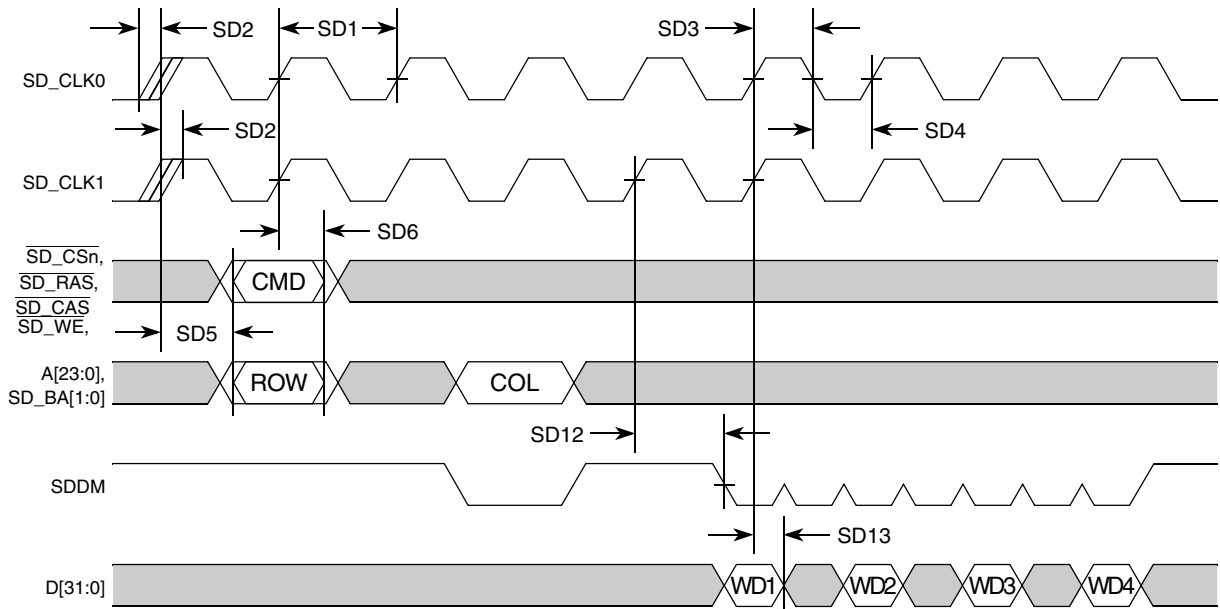 SD2
SD1
SD3
SD_CLK0
SD2
SD4
SD_CLK1
SD6
SD_CSn,
SD_RAS,
SD_CAS
SD_WE,
CMD
SD5
A[23:0],
SD_BA[1:0]
ROW
COL
SD12
SDDM
SD13
D[31:0]
WD1
WD2
WD3
WD4